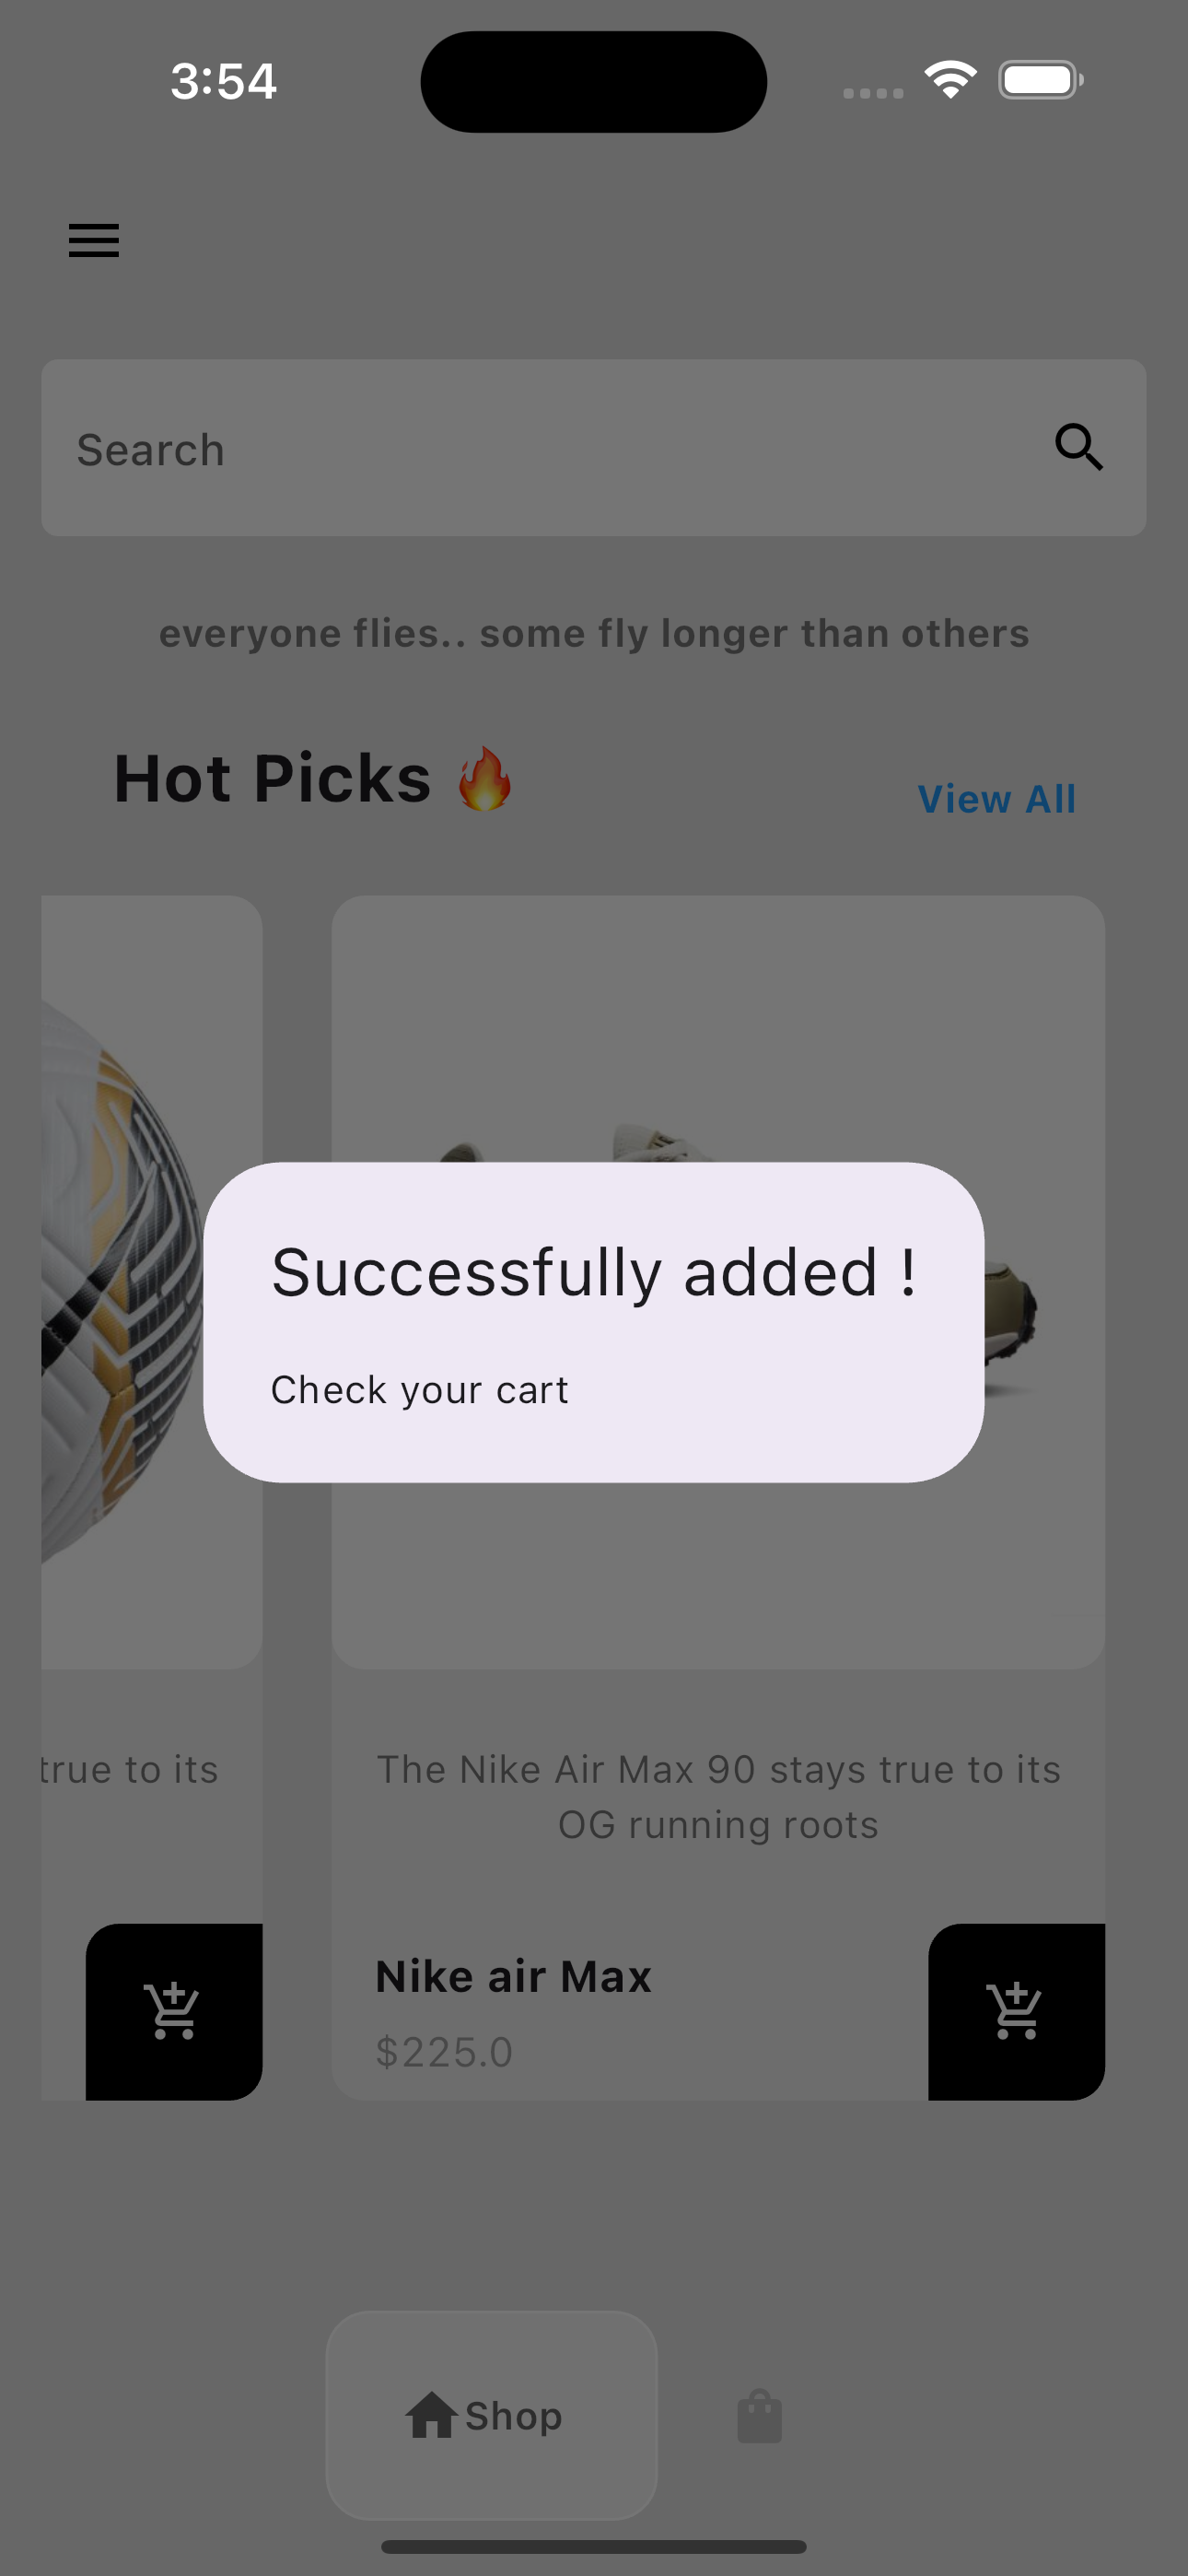 3:54
Search
everyone flies.. some fly longer than others
Hot Picks 🔥
View All
Successfully added !
Check your cart
true to its
The Nike Air Max 90 stays true to its
OG running roots
Nike air Max
$225.0
Shop